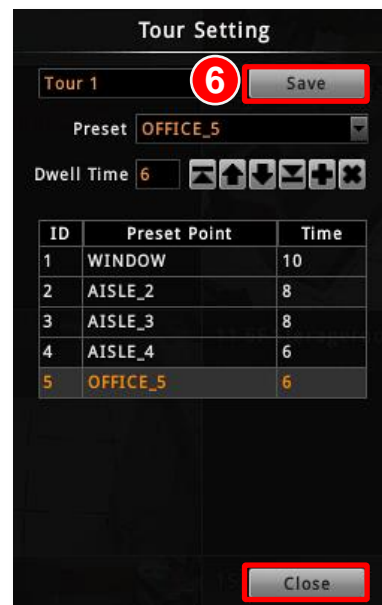 Tour Setting
Tour 1 6 Save
Preset OFFICE_5
Dwell Time 6
ID Preset Point Time
1 WINDOW 10
2 AISLE_2 8
3 AISLE_3 8
4 AISLE_4 6
5 OFFICE_5 6
Close